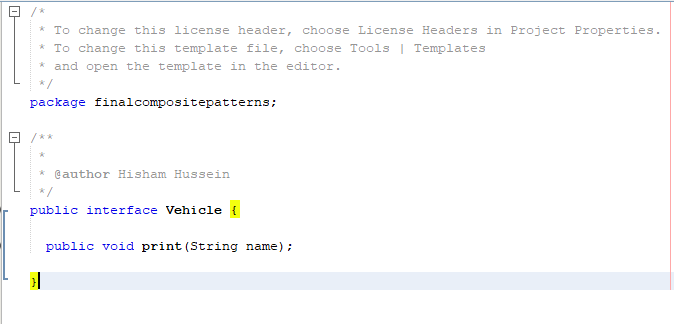 /*
 * To change this license header, choose License Headers in Project Properties.
 * To change this template file, choose Tools | Templates
 * and open the template in the editor.
 */
package finalcompositepatterns;
/**
 *
 * @author Hisham Hussein
 */
public interface Vehicle {
  public void print(String name);
}